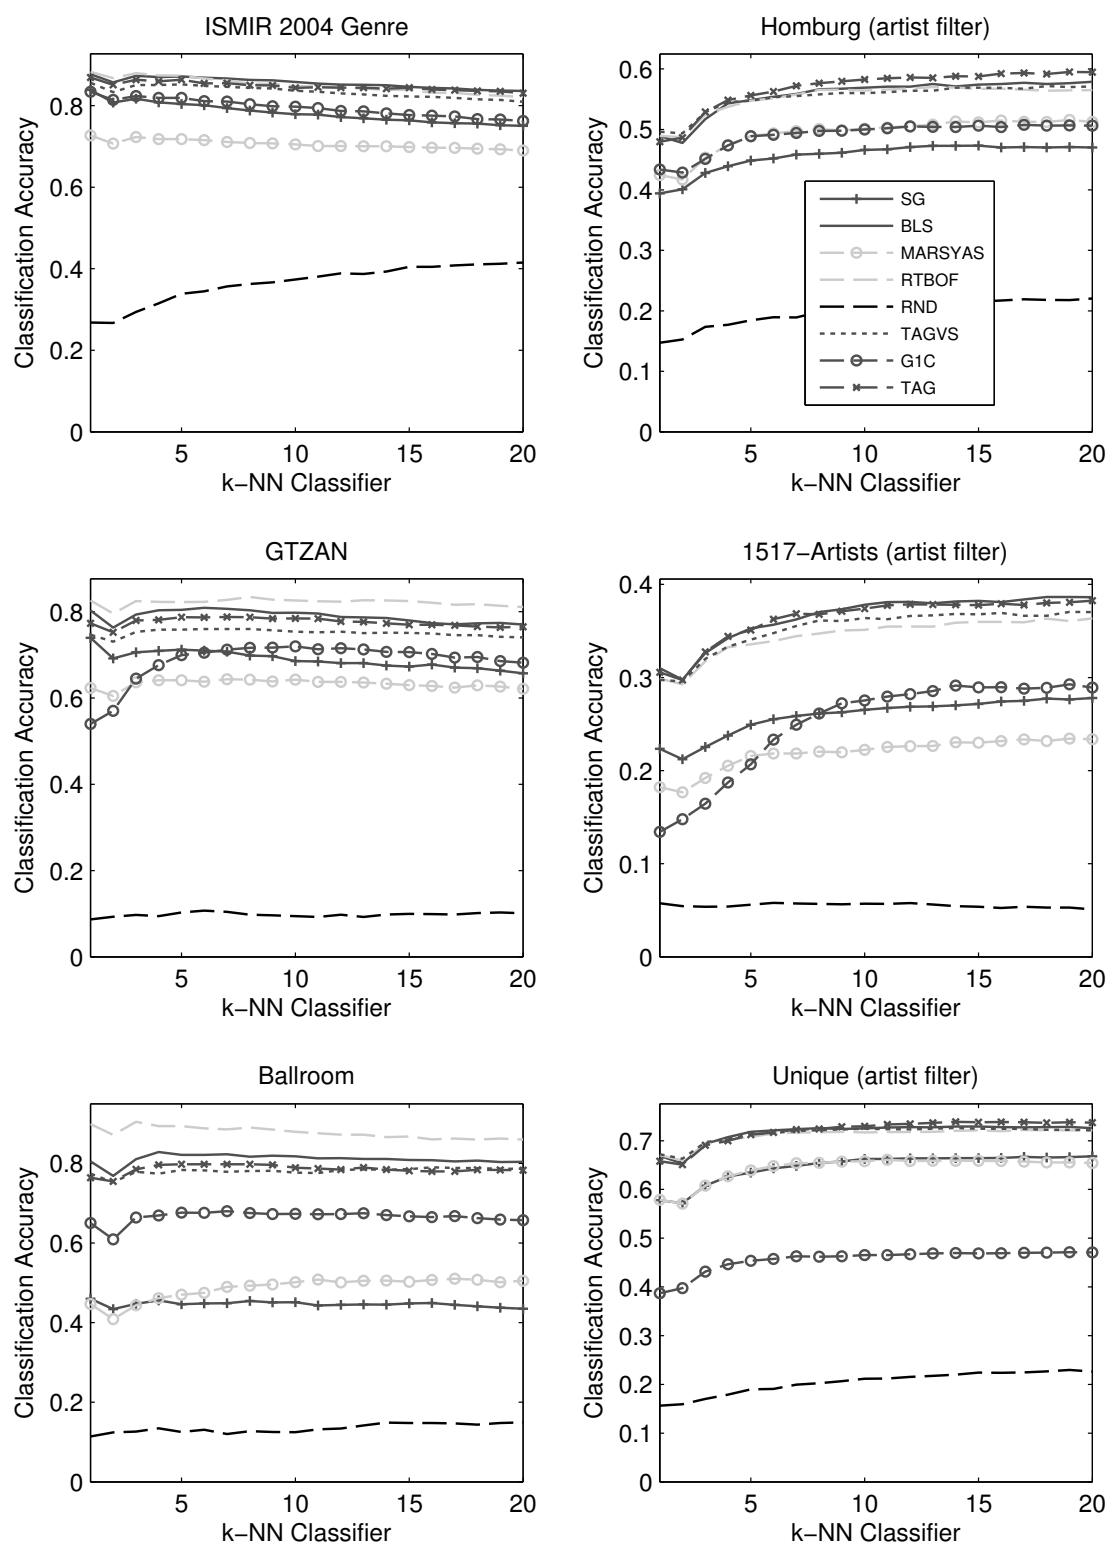 ISMIR 2004 Genre
Classification Accuracy
0.8
0.6
0.4
0.2
0
5
10
15
20
k−NN Classifier
Homburg (artist filter)
Classification Accuracy
0.6
0.5
0.4
0.3
0.2
0.1
0
SG
BLS
MARSYAS
RTBOF
RND
TAGVS
G1C
TAG
5
10
15
20
k−NN Classifier
GTZAN
Classification Accuracy
0.8
0.6
0.4
0.2
0
5
10
15
20
k−NN Classifier
1517−Artists (artist filter)
Classification Accuracy
0.4
0.3
0.2
0.1
0
5
10
15
20
k−NN Classifier
Ballroom
Classification Accuracy
0.8
0.6
0.4
0.2
0
5
10
15
20
k−NN Classifier
Unique (artist filter)
Classification Accuracy
0.7
0.6
0.5
0.4
0.3
0.2
0.1
0
5
10
15
20
k−NN Classifier